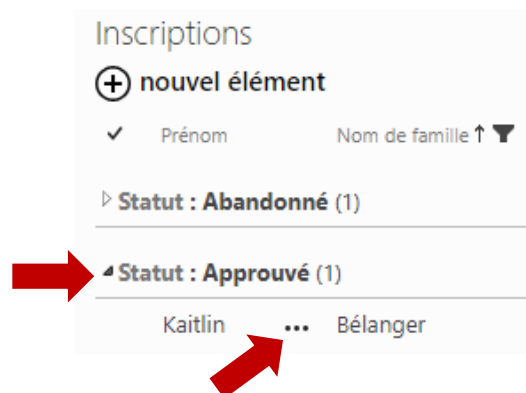 Inscriptions
nouvel élément
Prénom Nom de famille
Statut : Abandonné (1)
Statut : Approuvé (1)
Kaitlin ... Bélanger